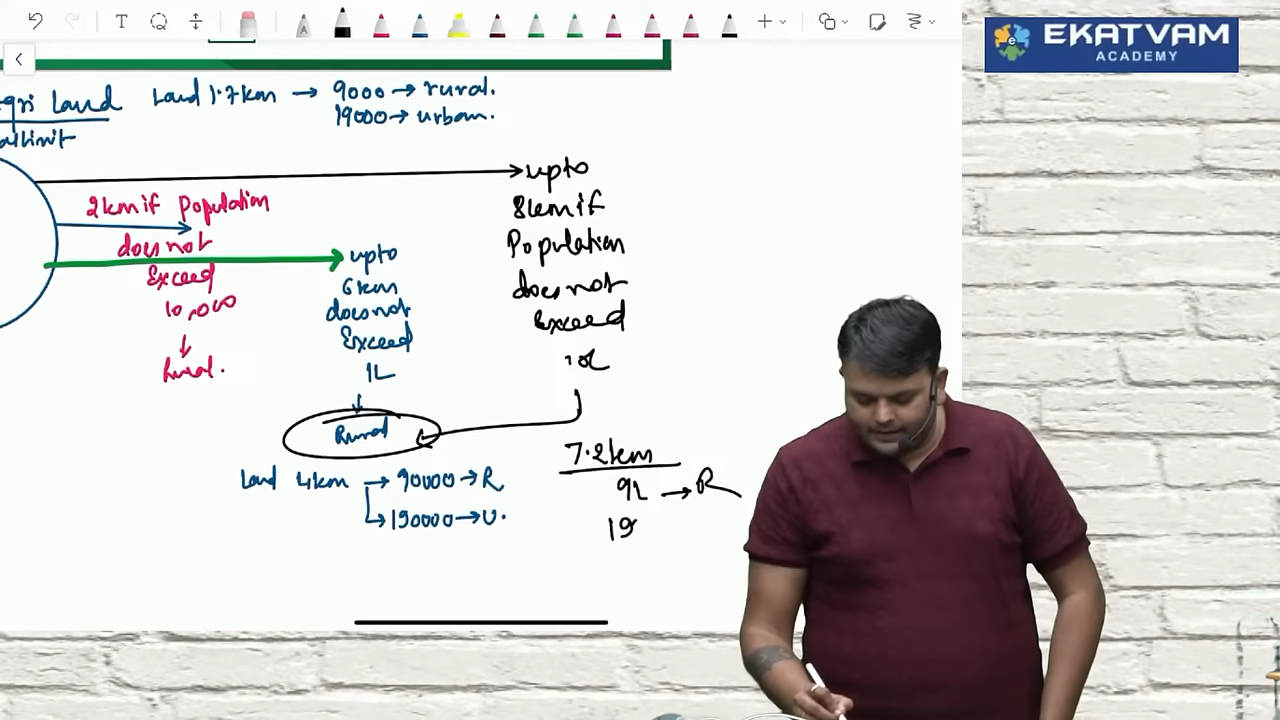 EKATVAM
ACADEMY
gri Land Land 1.7km → 9000 → rural.
19000 → urban.
limit
upto
8km if
Population
does not
Exceed
10L
2km if Population
does not
Exceed
10,000
↓
Rural.
upto
6km
does not
Exceed
1L
↓
Rural
Land 4km → 90000 → R
→ 190000 → U.
7.2km
9L → R
19